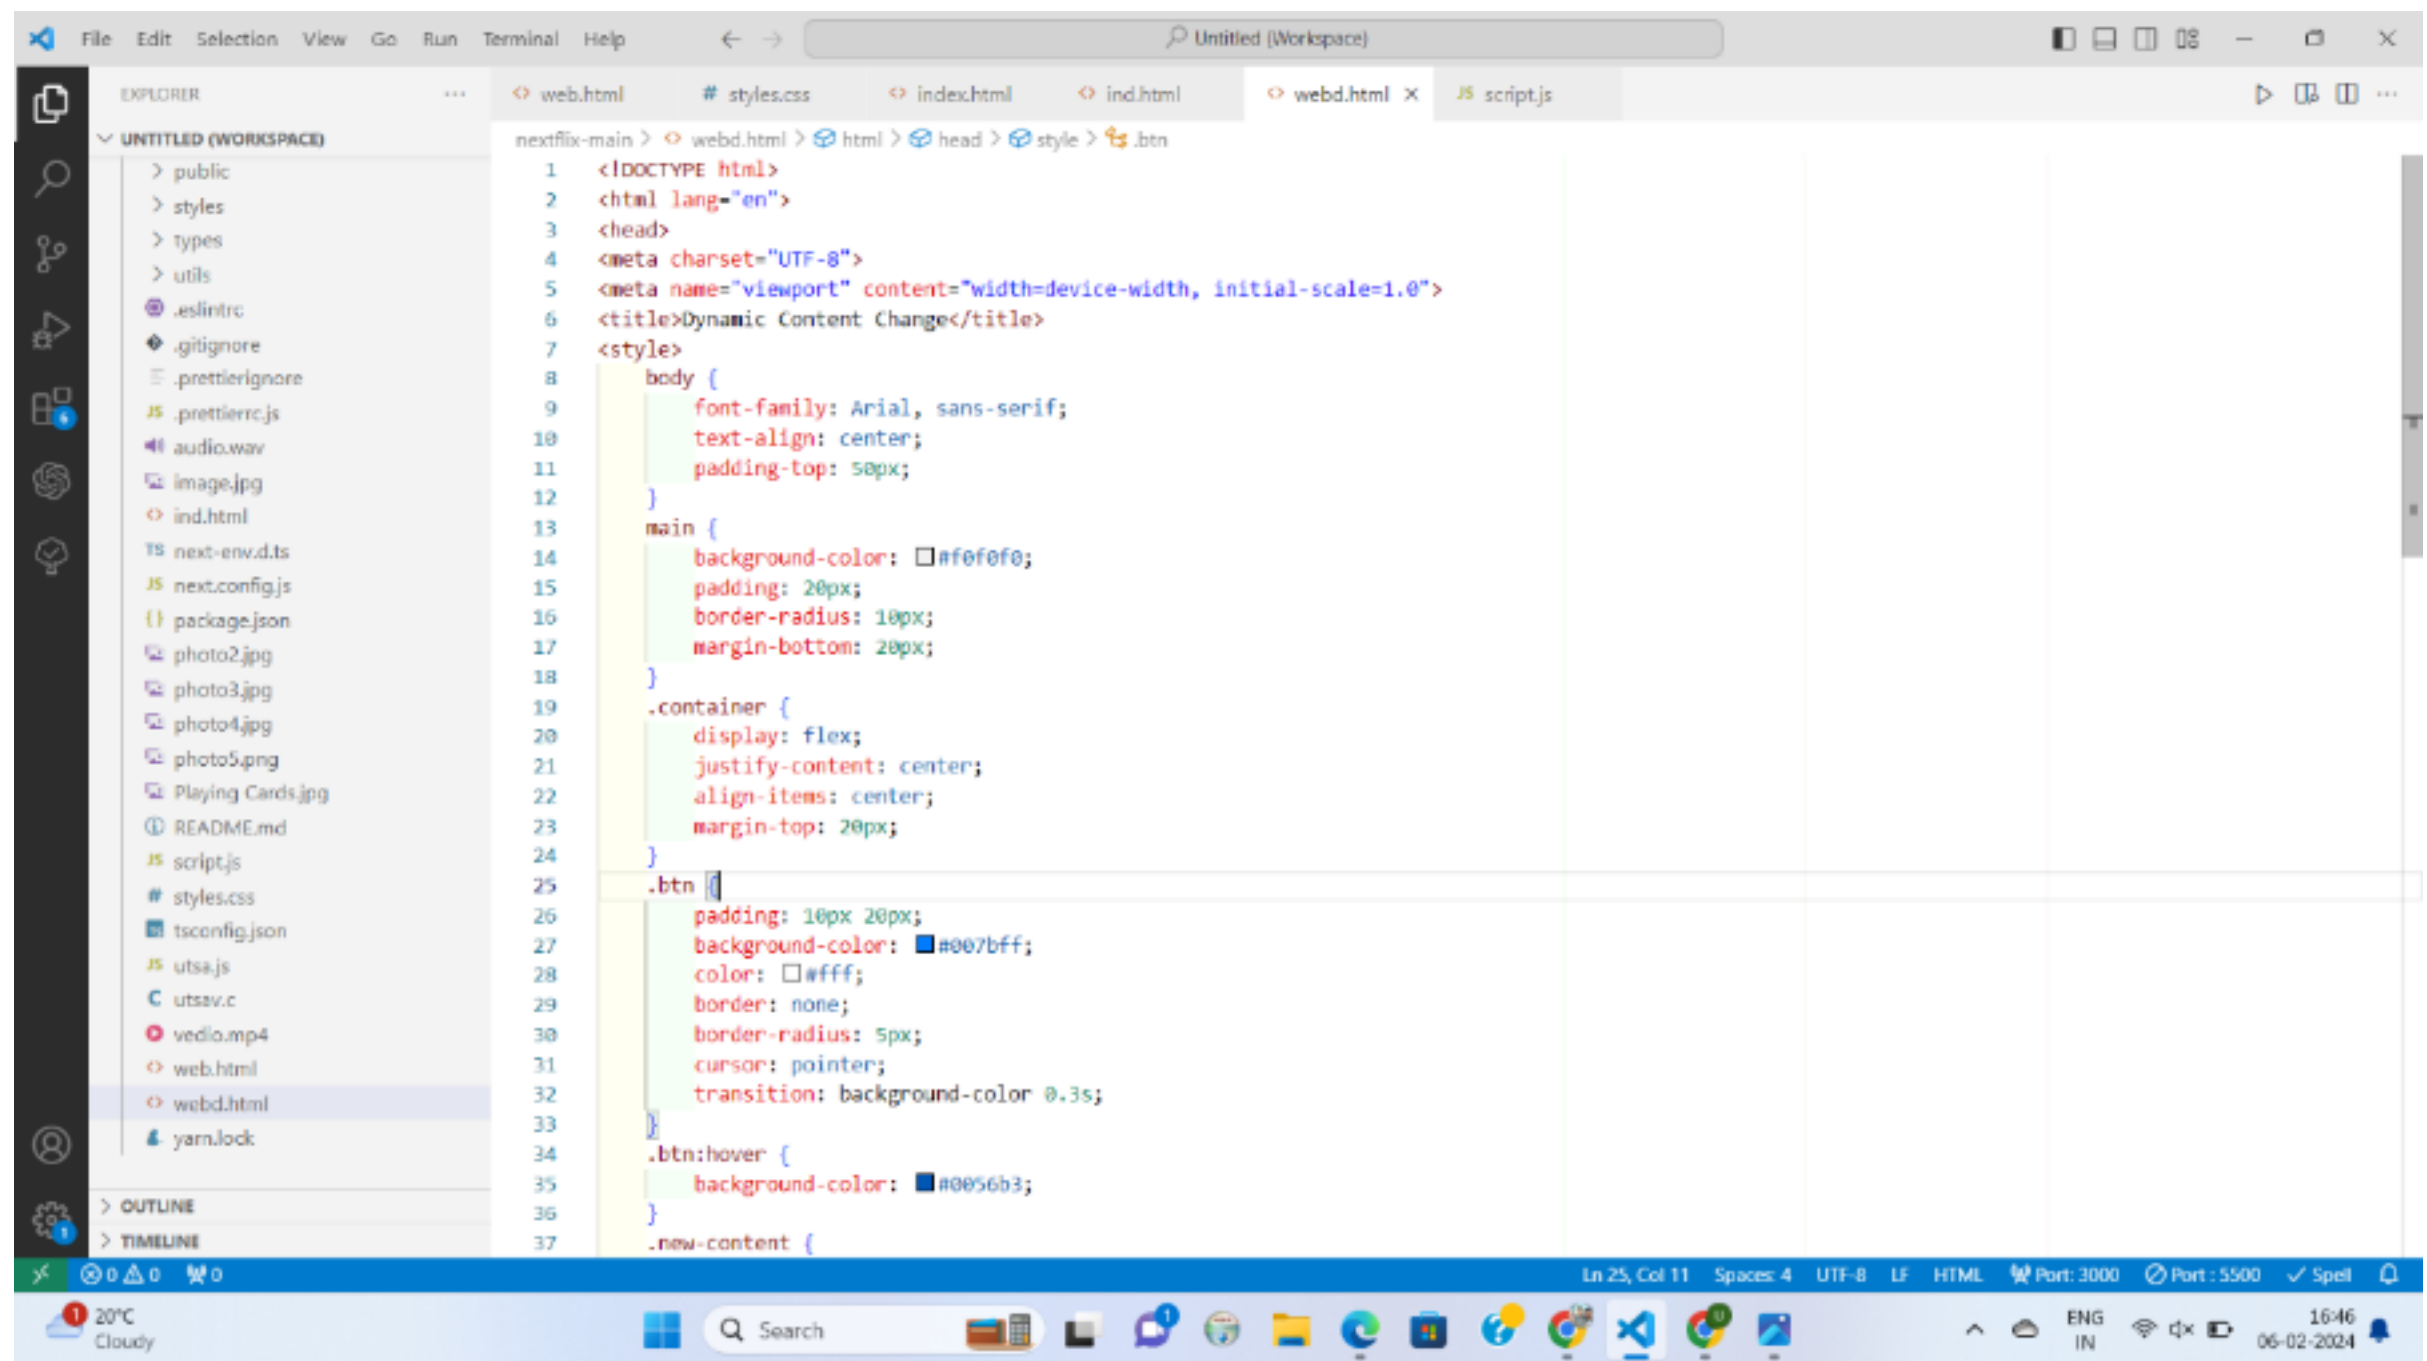 File Edit Selection View Go Run Terminal Help
Untitled (Workspace)
EXPLORER
UNTITLED (WORKSPACE)
public
styles
types
utils
.eslintrc
.gitignore
.prettierignore
JS .prettierrc.js
audio.wav
image.jpg
ind.html
TS next-env.d.ts
JS next.config.js
{} package.json
photo2.jpg
photo3.jpg
photo4.jpg
photo5.png
Playing Cards.jpg
README.md
JS script.js
# styles.css
tsconfig.json
JS utsa.js
C utsav.c
vedio.mp4
web.html
webd.html
yarn.lock
OUTLINE
TIMELINE
web.html # styles.css index.html ind.html webd.html JS script.js
nextflix-main > webd.html > html > head > style > .btn
1 <!DOCTYPE html>
2 <html lang="en">
3 <head>
4 <meta charset="UTF-8">
5 <meta name="viewport" content="width=device-width, initial-scale=1.0">
6 <title>Dynamic Content Change</title>
7 <style>
8 body {
9 font-family: Arial, sans-serif;
10 text-align: center;
11 padding-top: 50px;
12 }
13 main {
14 background-color: #f0f0f0;
15 padding: 20px;
16 border-radius: 10px;
17 margin-bottom: 20px;
18 }
19 .container {
20 display: flex;
21 justify-content: center;
22 align-items: center;
23 margin-top: 20px;
24 }
25 .btn {
26 padding: 10px 20px;
27 background-color: #007bff;
28 color: #fff;
29 border: none;
30 border-radius: 5px;
31 cursor: pointer;
32 transition: background-color 0.3s;
33 }
34 .btn:hover {
35 background-color: #0056b3;
36 }
37 .new-content {
0 0 0
Ln 25, Col 11 Spaces: 4 UTF-8 LF HTML Port: 3000 Port : 5500 Spell
1
20°C
Cloudy
Search
1
ENG
IN
16:46
06-02-2024